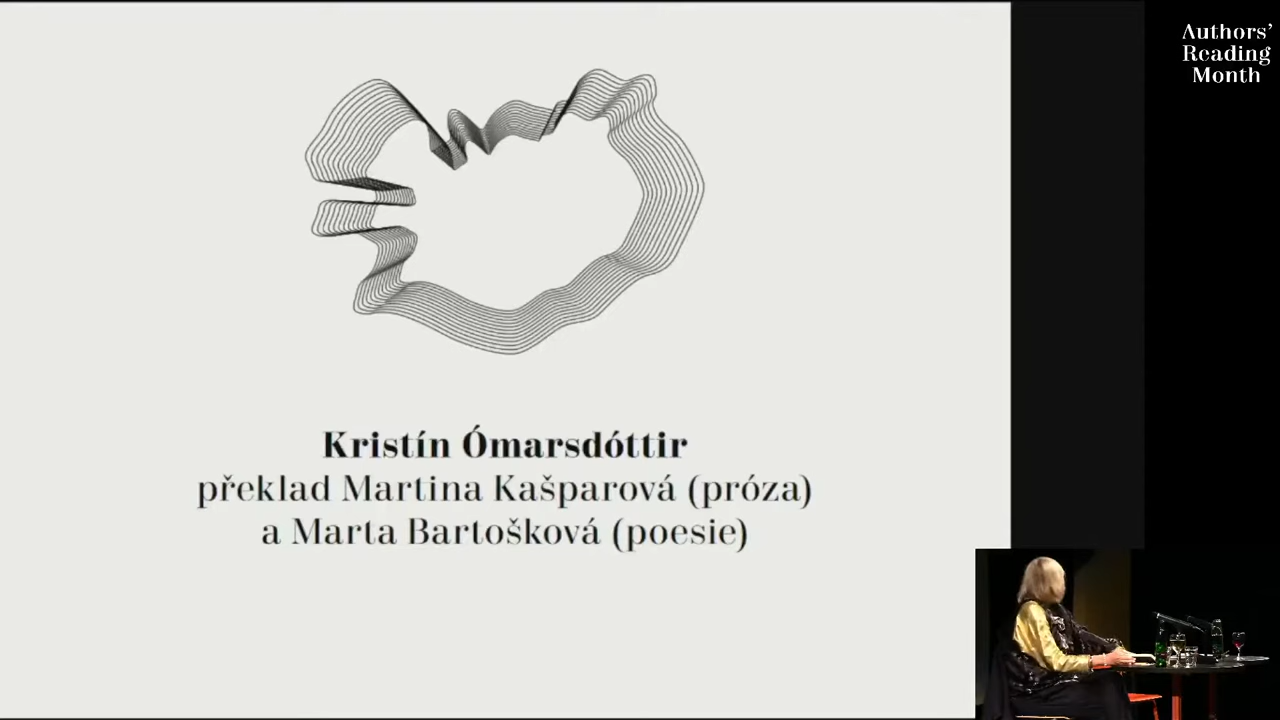 Authors'
Reading
Month
Kristín Ómarsdóttir
překlad Martina Kašparová (próza)
a Marta Bartošková (poesie)